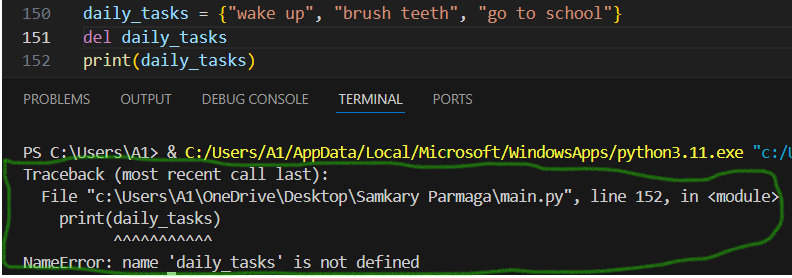 150 daily_tasks = {"wake up", "brush teeth", "go to school"}
151 del daily_tasks
152 print(daily_tasks)
PROBLEMS OUTPUT DEBUG CONSOLE TERMINAL PORTS
PS C:\Users\A1> & C:/Users/A1/AppData/Local/Microsoft/WindowsApps/python3.11.exe "c:/U
Traceback (most recent call last):
  File "c:\Users\A1\OneDrive\Desktop\Samkary Parmaga\main.py", line 152, in <module>
    print(daily_tasks)
          ^^^^^^^^^^^
NameError: name 'daily_tasks' is not defined